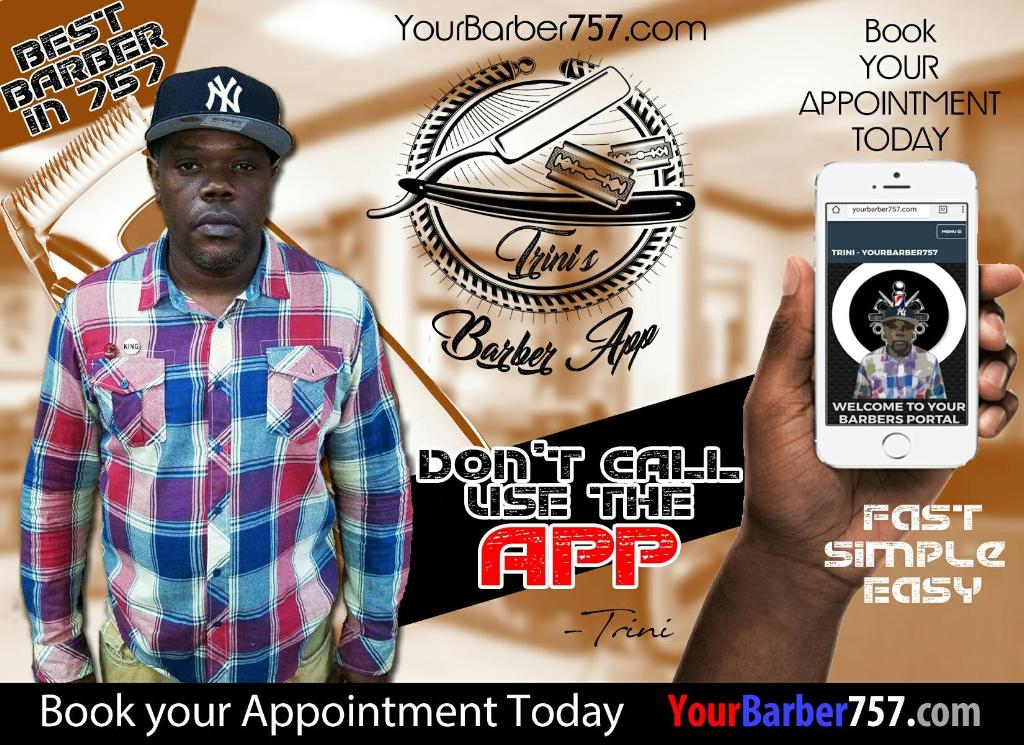 BEST
BARBER
IN 757
NY
KING
YourBarber757.com
Trini's
Barber App
Book
YOUR
APPOINTMENT
TODAY
yourbarber757.com
MENU
TRINI - YOURBARBER757
NY
WELCOME TO YOUR
BARBERS PORTAL
DON'T CALL
USE THE
APP
-Trini
FAST
SIMPLE
EASY
Book your Appointment Today YourBarber757.com